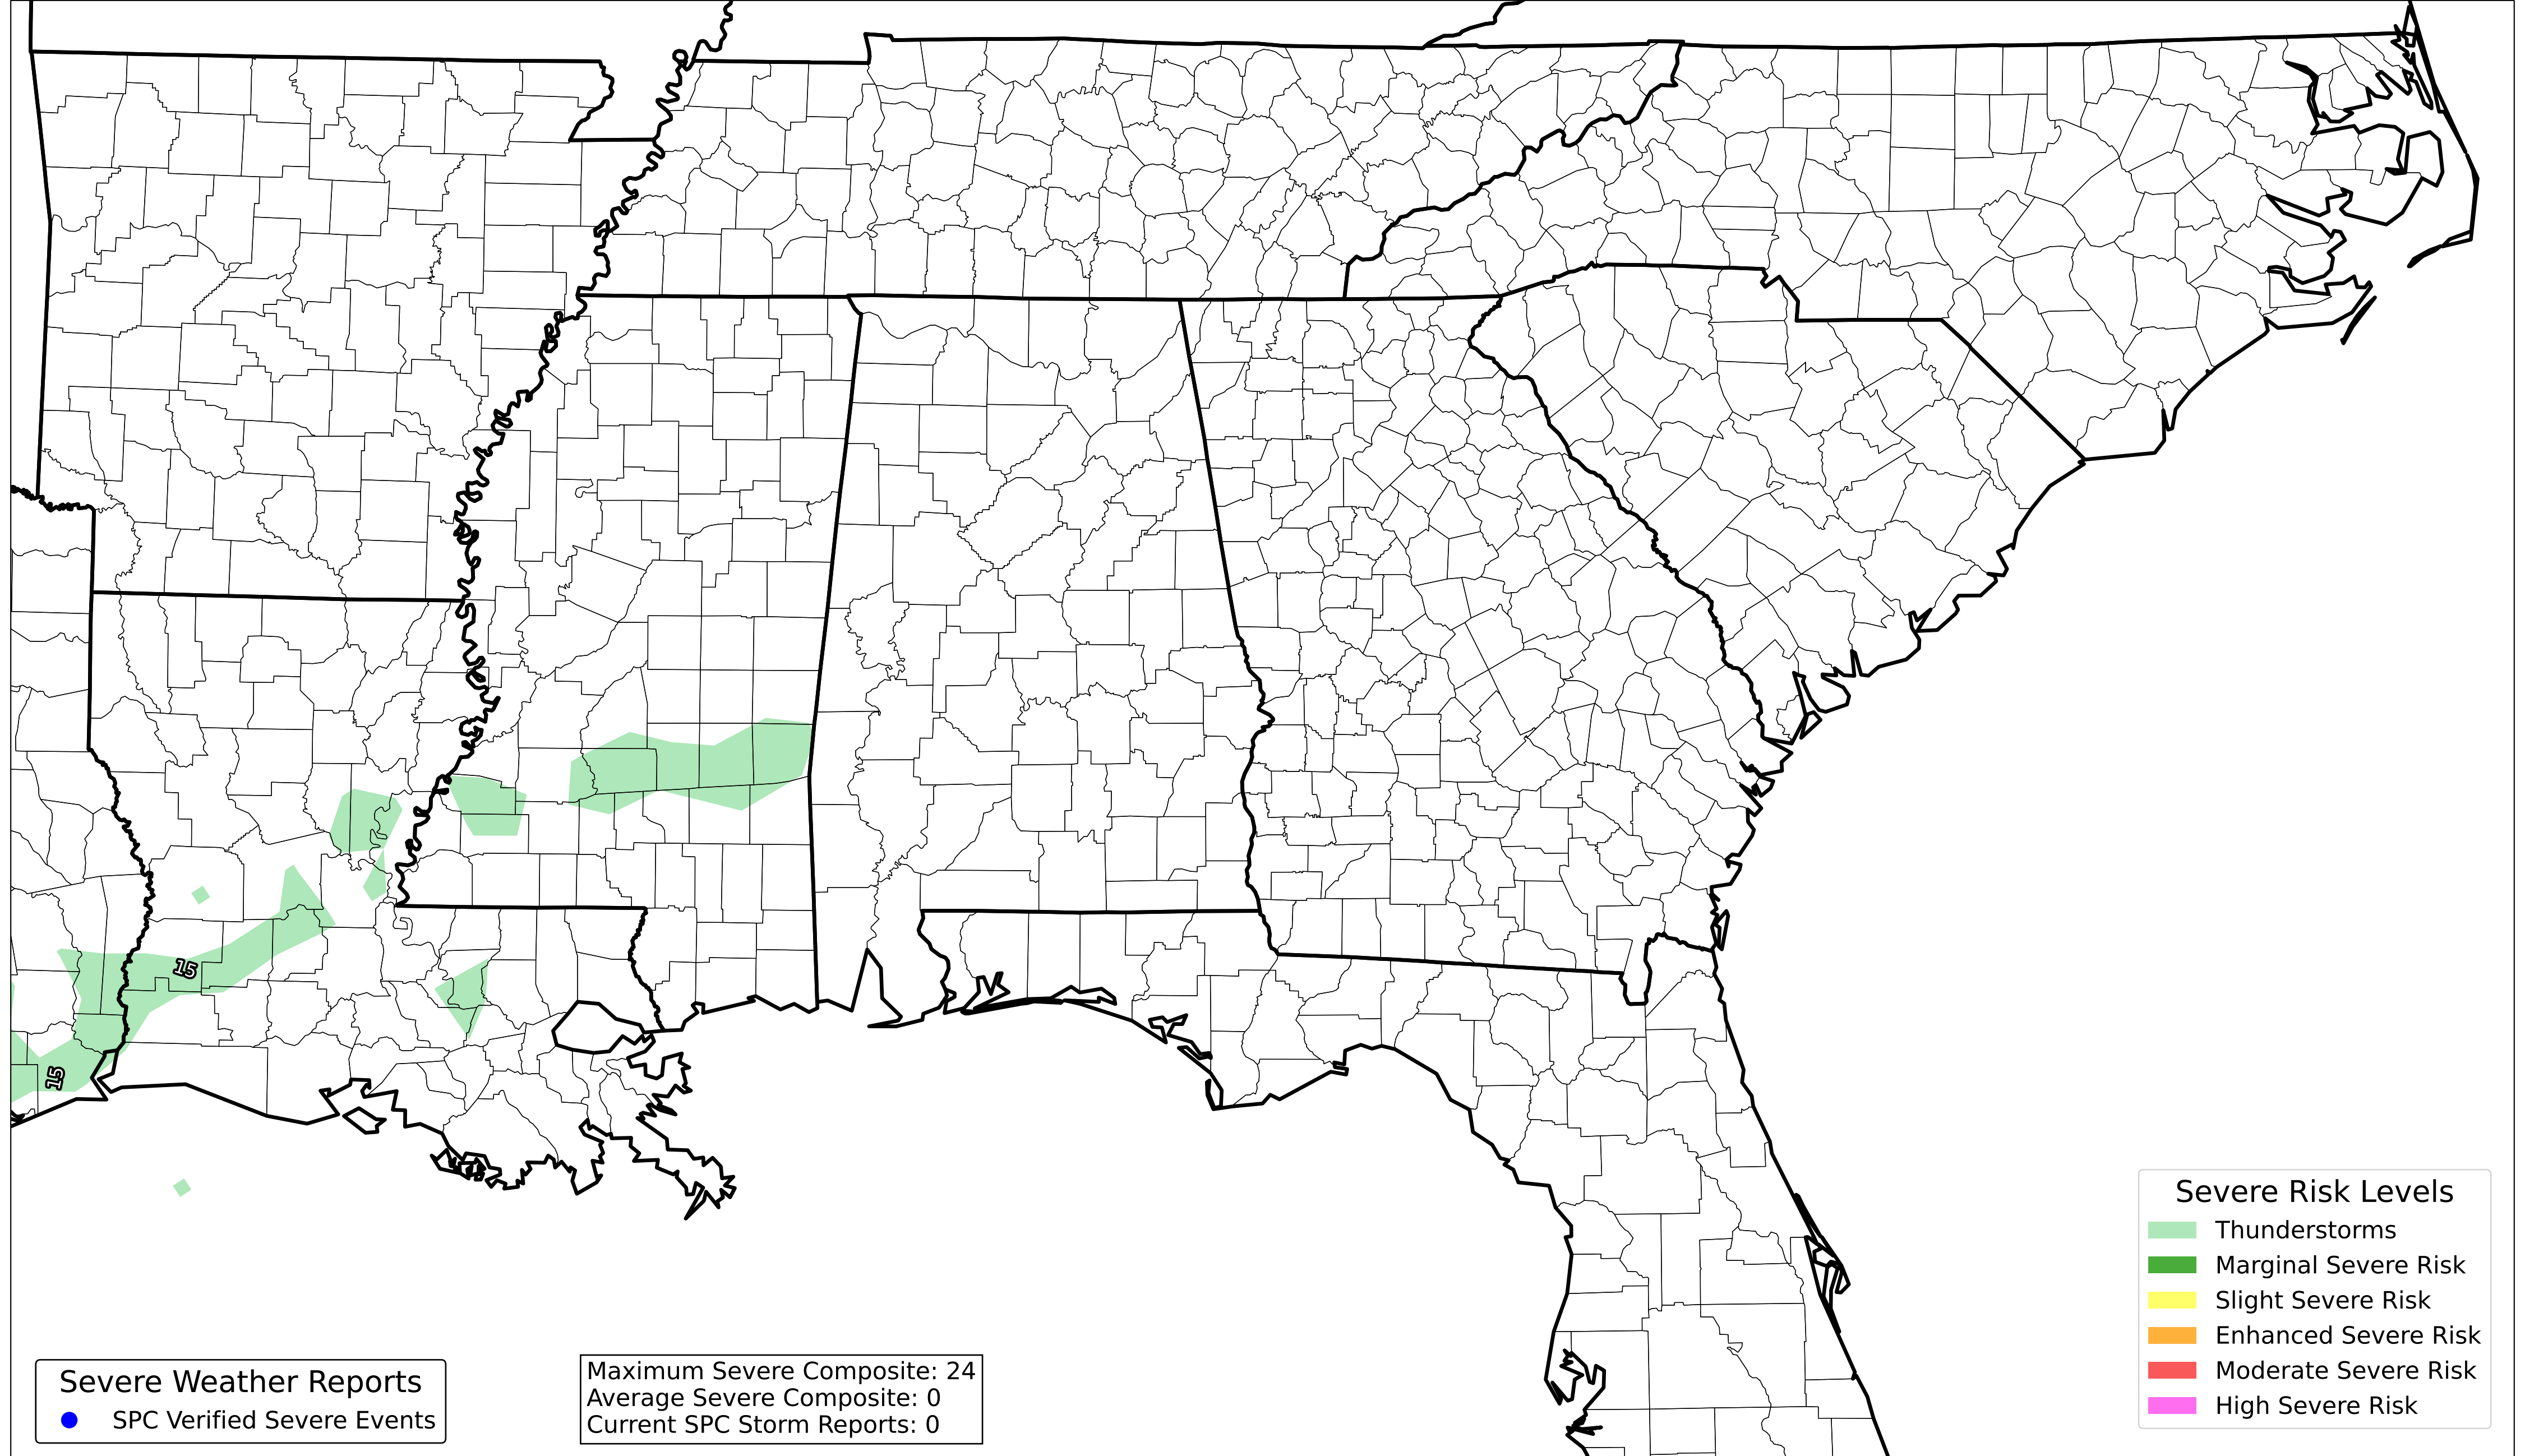 15
15
Severe Risk Levels
Thunderstorms
Marginal Severe Risk
Slight Severe Risk
Enhanced Severe Risk
Moderate Severe Risk
High Severe Risk
Severe Weather Reports
SPC Verified Severe Events
Maximum Severe Composite: 24
Average Severe Composite: 0
Current SPC Storm Reports: 0